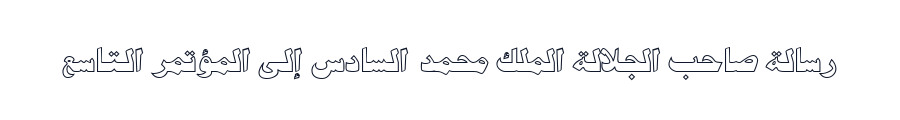 رسالة صاحب الجلالة الملك محمد السادس إلى المؤتمر التاسع